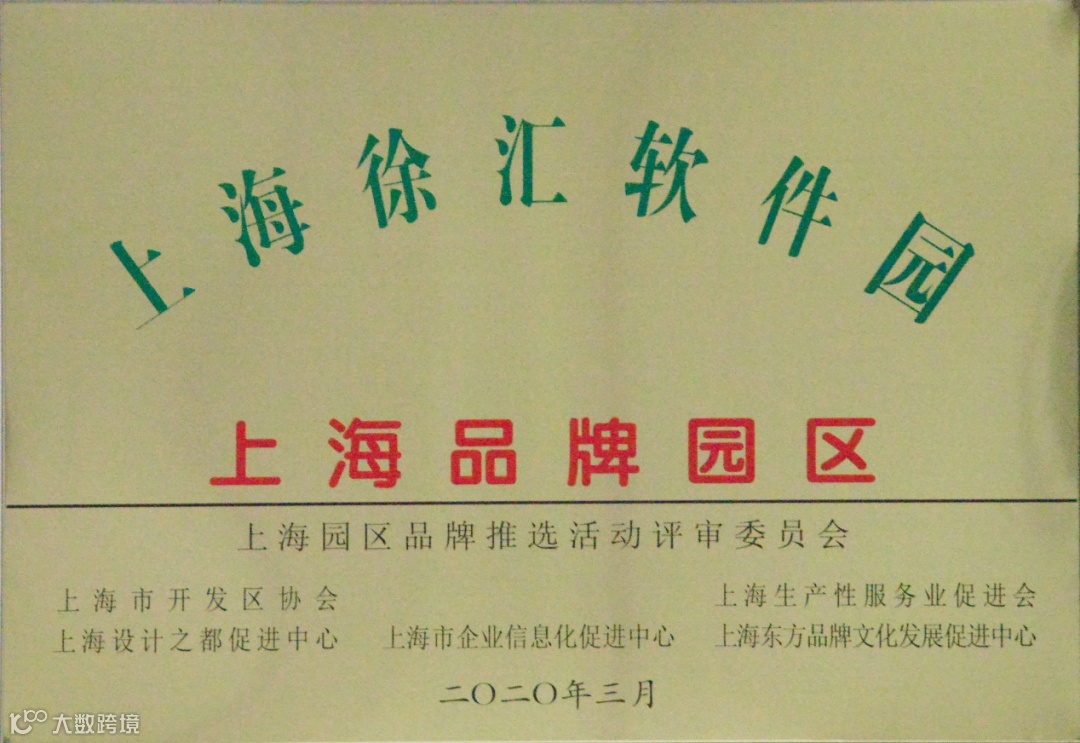 上海徐汇软件园
上海品牌园区
上海园区品牌推选活动评审委员会
上海市开发区协会 上海生产性服务业促进会
上海设计之都促进中心 上海市企业信息化促进中心 上海东方品牌文化发展促进中心
二〇二〇年三月
大数跨境